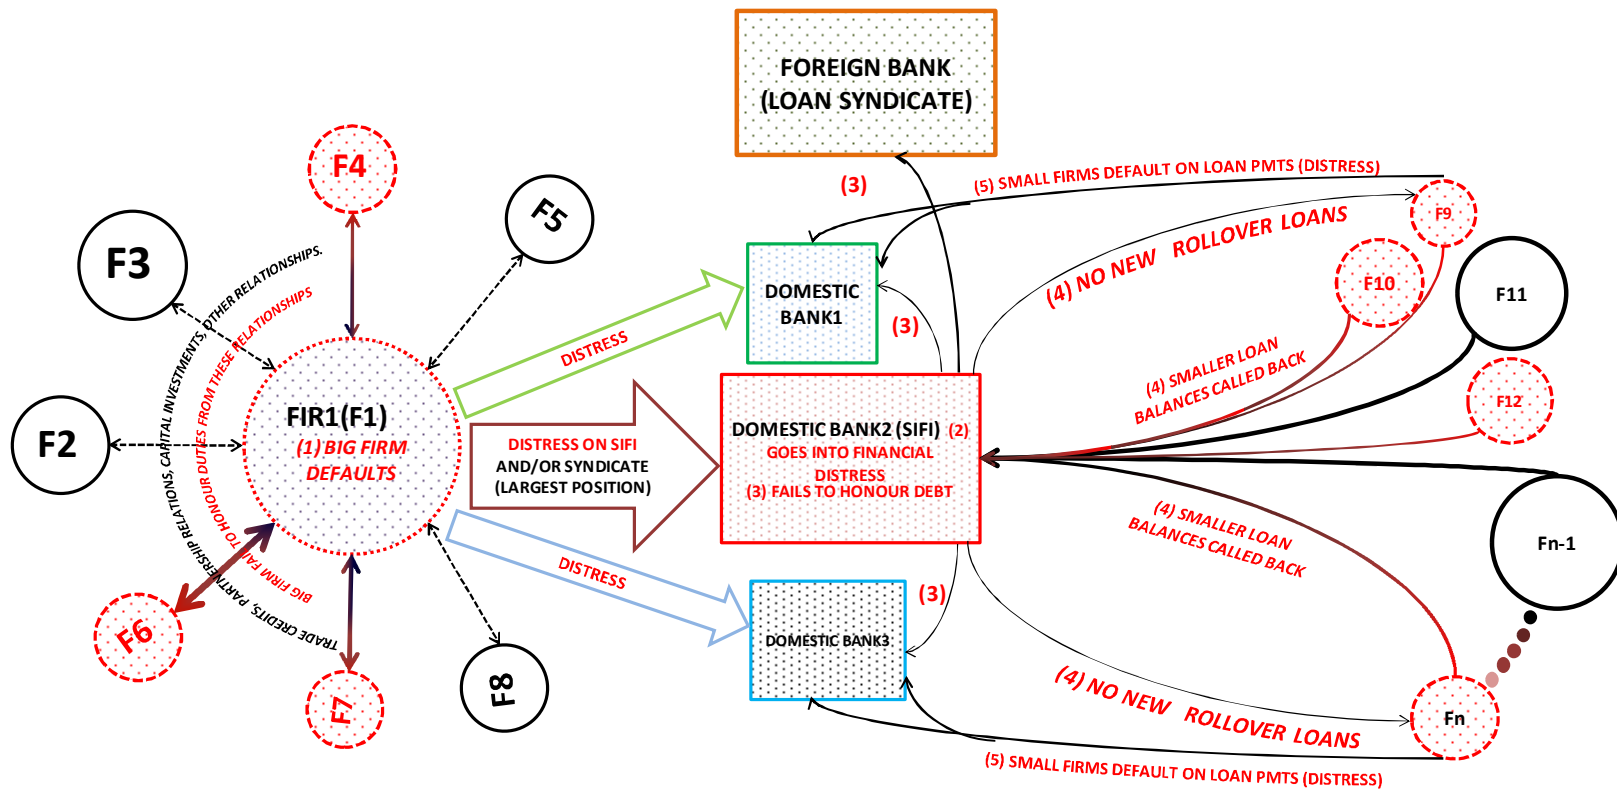 FOREIGN BANK
(LOAN SYNDICATE)
(3)
(5) SMALL FIRMS DEFAULT ON LOAN PMTS (DISTRESS)
F4
F5
F3
F2
F6
F7
F8
TRADE CREDITS, PARTNERSHIP RELATIONS, CAPITAL INVESTMENTS, OTHER RELATIONSHIPS.
BIG FIRM FAIL TO HONOUR DUTIES FROM THESE RELATIONSHIPS
FIR1(F1)
(1) BIG FIRM
DEFAULTS
DISTRESS
DISTRESS ON SIFI
AND/OR SYNDICATE
(LARGEST POSITION)
DISTRESS
DOMESTIC
BANK1
(3)
DOMESTIC BANK2 (SIFI) (2)
GOES INTO FINANCIAL
DISTRESS
(3) FAILS TO HONOUR DEBT
(3)
DOMESTIC BANK3
(4) NO NEW ROLLOVER LOANS
F9
F10
F11
F12
(4) SMALLER LOAN
BALANCES CALLED BACK
(4) SMALLER LOAN
BALANCES CALLED BACK
Fn-1
Fn
(4) NO NEW ROLLOVER LOANS
(5) SMALL FIRMS DEFAULT ON LOAN PMTS (DISTRESS)